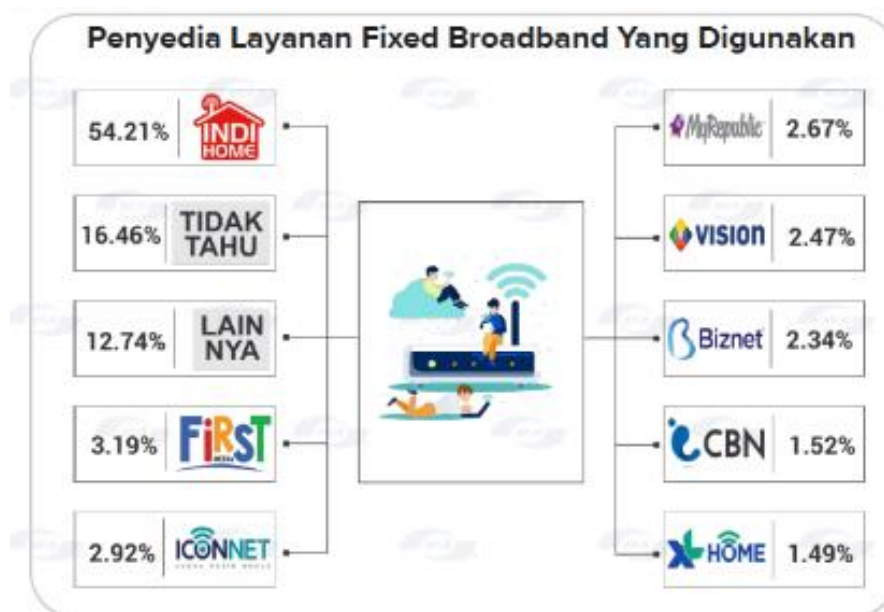 Penyedia Layanan Fixed Broadband Yang Digunakan
54.21%
INDI
HOME
16.46%
TIDAK
TAHU
12.74%
LAIN
NYA
3.19%
FiRST
2.92%
ICONNET
MyRepublic
2.67%
VISION
2.47%
Biznet
2.34%
CBN
1.52%
XL HOME
1.49%